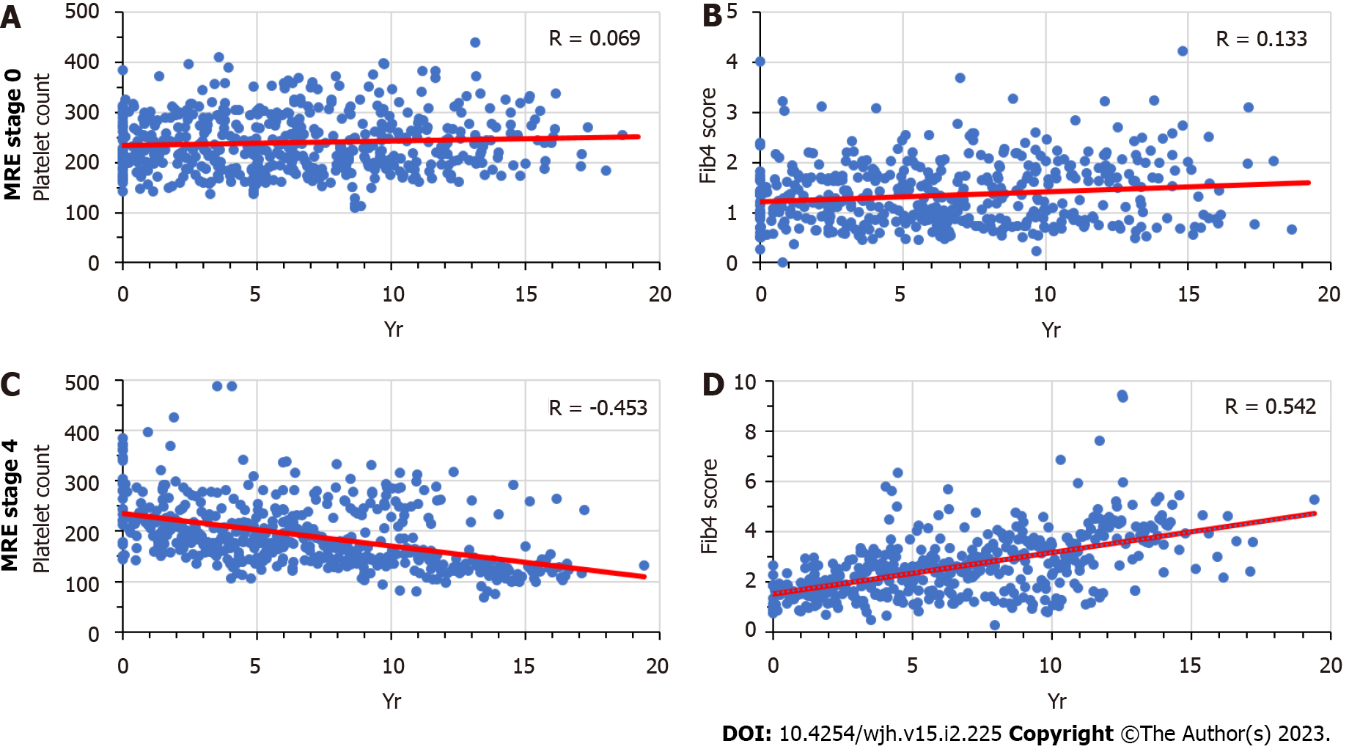 A
500
400
300
200
100
0
MRE stage 0
Platelet count
R = 0.069
0 5 10 15 20
Yr
B
5
4
3
2
1
0
Fib4 score
R = 0.133
0 5 10 15 20
Yr
C
500
400
300
200
100
0
MRE stage 4
Platelet count
R = -0.453
0 5 10 15 20
Yr
D
10
8
6
4
2
0
Fib4 score
R = 0.542
0 5 10 15 20
Yr
DOI: 10.4254/wjh.v15.i2.225 Copyright ©The Author(s) 2023.